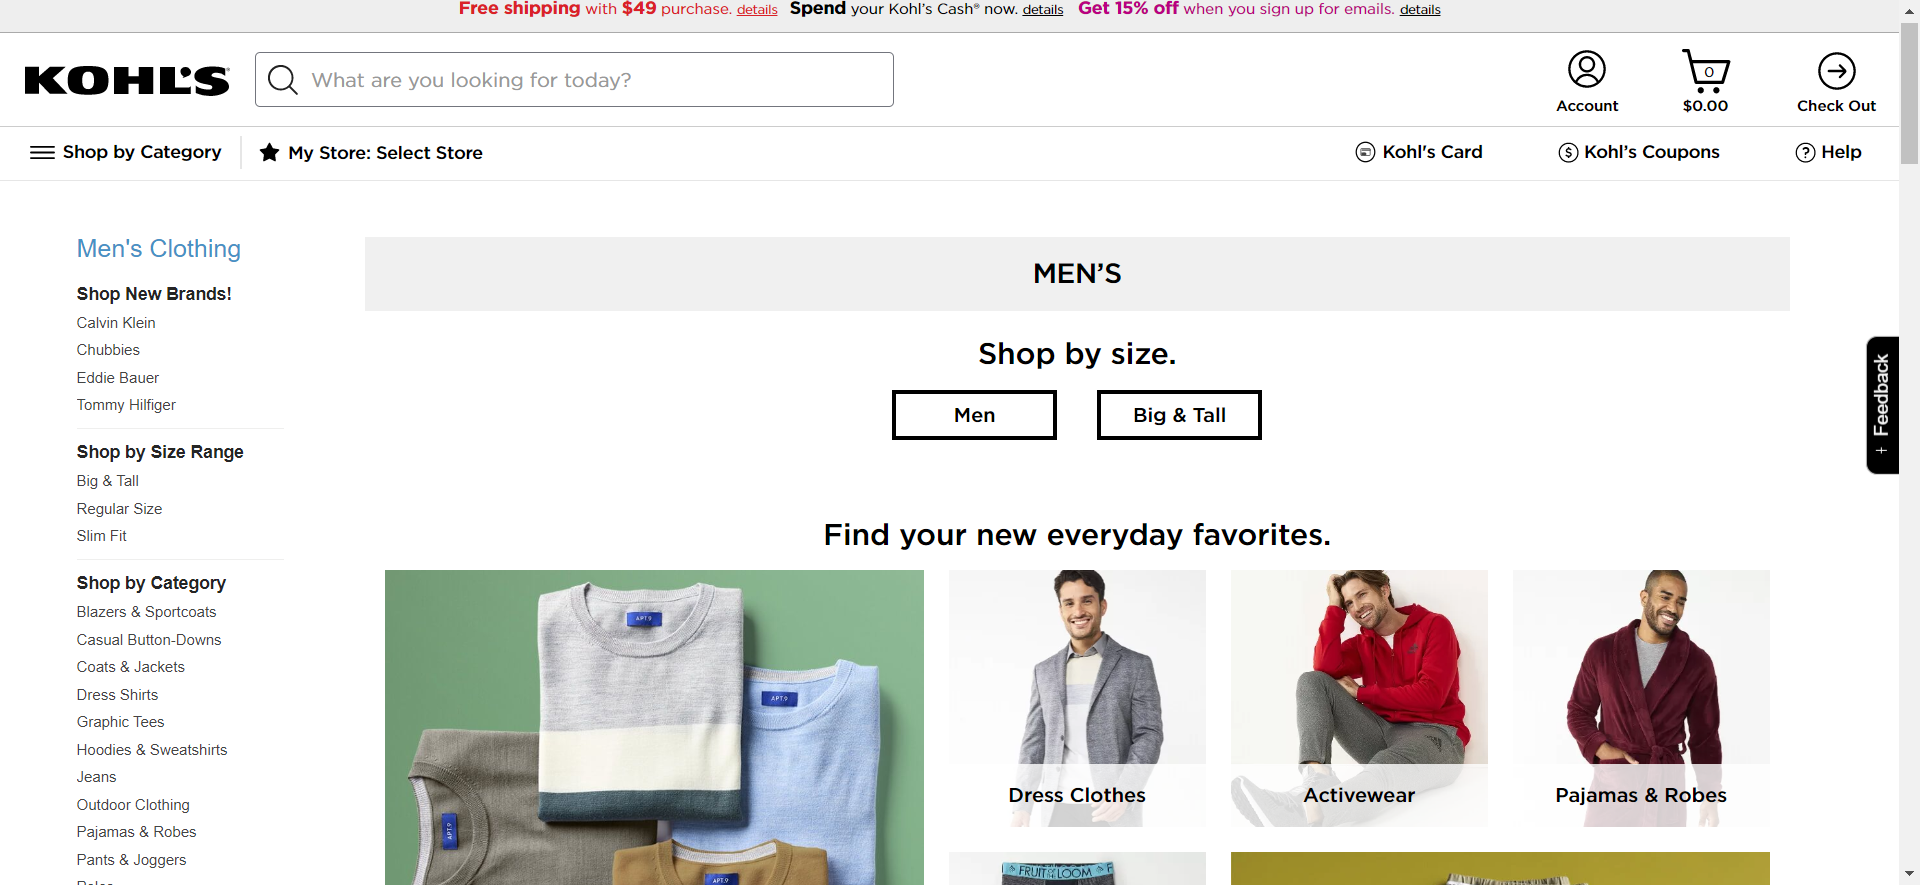 Free shipping with $49 purchase. details Spend your Kohl's Cash® now. details Get 15% off when you sign up for emails. details
KOHL'S
What are you looking for today?
Account
0
$0.00
Check Out
Shop by Category
My Store: Select Store
Kohl's Card
$
Kohl's Coupons
? Help
Men's Clothing
Shop New Brands!
Calvin Klein
Chubbies
Eddie Bauer
Tommy Hilfiger
Shop by Size Range
Big & Tall
Regular Size
Slim Fit
Shop by Category
Blazers & Sportcoats
Casual Button-Downs
Coats & Jackets
Dress Shirts
Graphic Tees
Hoodies & Sweatshirts
Jeans
Outdoor Clothing
Pajamas & Robes
Pants & Joggers
Polos
MEN'S
Shop by size.
Men
Big & Tall
Find your new everyday favorites.
APT.9
APT.9
APT.9
APT.9
Dress Clothes
Activewear
Pajamas & Robes
FRUIT OF THE LOOM
+ Feedback